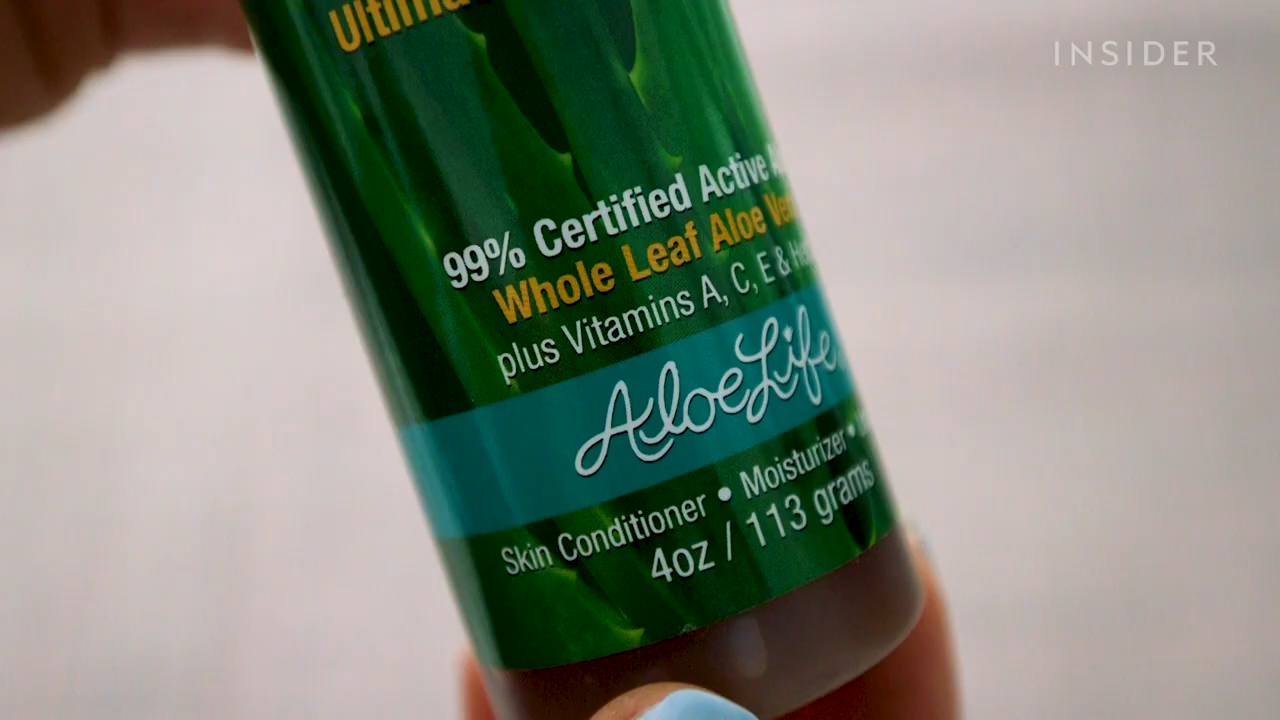 INSIDER
99% Certified Active
Whole Leaf Aloe
plus Vitamins A, C, E &
AloeLife
Skin Conditioner • Moisturizer •
4oz / 113 grams